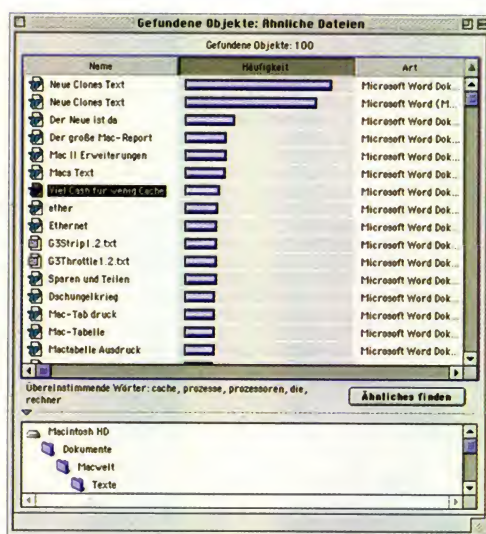 Gefundene Objekte: Ähnliche Dateien
Gefundene Objekte: 100
Name Häufigkeit Art
Neue Clones Text Microsoft Word Dok...
Neue Clones Text Microsoft Word (M...
Der Neue ist da Microsoft Word Dok...
Der große Mac-Report Microsoft Word Dok...
Mac II Erweiterungen Microsoft Word Dok...
Macs Text Microsoft Word Dok...
Viel Cash für wenig Cache Microsoft Word Dok...
ether Microsoft Word Dok...
Ethernet Microsoft Word Dok...
G3Strip1.2.txt Microsoft Word Dok...
G3Throttle1.2.txt Microsoft Word Dok...
Sparen und Teilen Microsoft Word Dok...
Dschungelkrieg Microsoft Word Dok...
Mac-Tab druck Microsoft Word Dok...
Mac-Tabelle Microsoft Word Dok...
Mactabelle Ausdruck Microsoft Word Dok...
Übereinstimmende Wörter: cache, prozesse, prozessoren, die,
rechner
Ähnliches finden
Macintosh HD
Dokumente
Macwelt
Texte